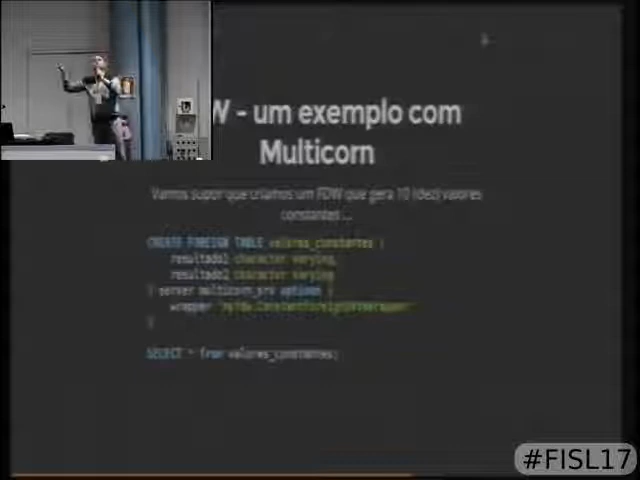 W - um exemplo com
Multicorn
Vamos supor que criamos um FDW que gera 10 (dez) valores
constantes ...
CREATE FOREIGN TABLE valores_constantes (
resultado1 character varying,
resultado2 character varying
) server multicorn_srv options (
wrapper
)
SELECT * from valores_constantes;
#FISL17